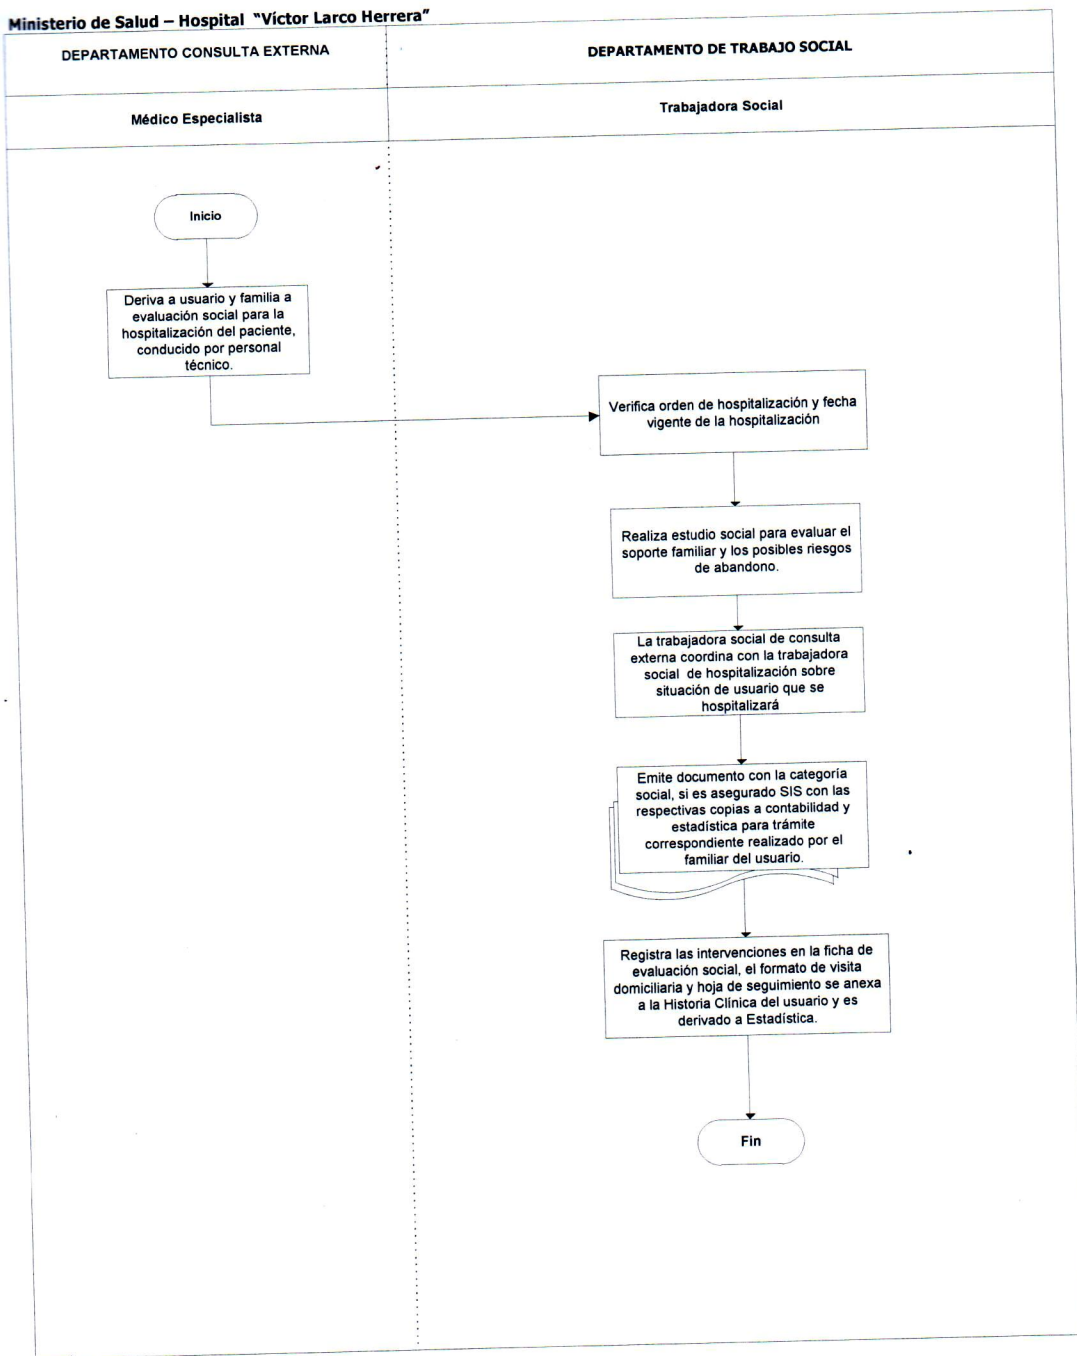 Ministerio de Salud – Hospital "Víctor Larco Herrera"
DEPARTAMENTO CONSULTA EXTERNA
DEPARTAMENTO DE TRABAJO SOCIAL
Médico Especialista
Trabajadora Social
Inicio
Deriva a usuario y familia a
evaluación social para la
hospitalización del paciente,
conducido por personal
técnico.
Verifica orden de hospitalización y fecha
vigente de la hospitalización
Realiza estudio social para evaluar el
soporte familiar y los posibles riesgos
de abandono.
La trabajadora social de consulta
externa coordina con la trabajadora
social de hospitalización sobre
situación de usuario que se
hospitalizará
Emite documento con la categoría
social, si es asegurado SIS con las
respectivas copias a contabilidad y
estadística para trámite
correspondiente realizado por el
familiar del usuario.
Registra las intervenciones en la ficha de
evaluación social, el formato de visita
domiciliaria y hoja de seguimiento se anexa
a la Historia Clínica del usuario y es
derivado a Estadística.
Fin